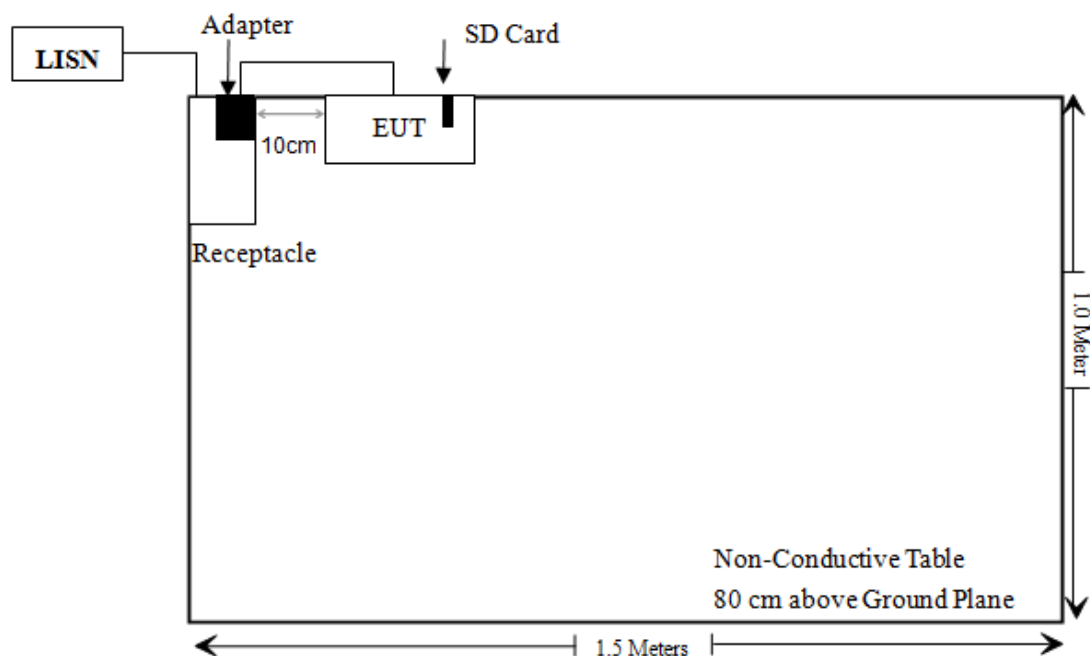 Adapter
SD Card
LISN
EUT
10cm
Receptacle
1.0 Meter
Non-Conductive Table
80 cm above Ground Plane
1.5 Meters